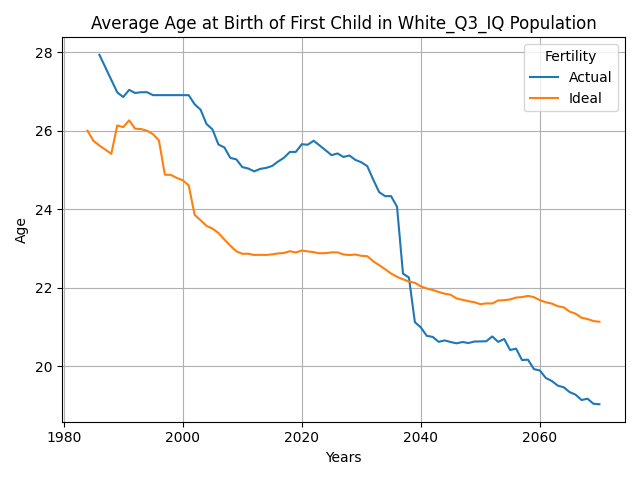 Average Age at Birth of First Child in White_Q3_IQ Population
Fertility
Actual
Ideal
Age
28
26
24
22
20
1980
2000
2020
2040
2060
Years